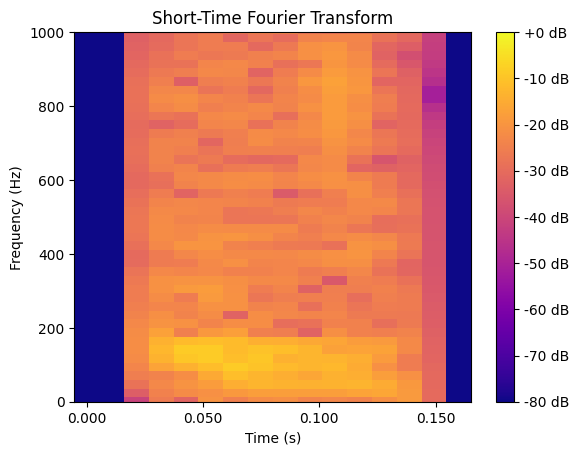 Short-Time Fourier Transform
1000
800
600
400
200
0
Frequency (Hz)
0.000
0.050
0.100
0.150
Time (s)
+0 dB
-10 dB
-20 dB
-30 dB
-40 dB
-50 dB
-60 dB
-70 dB
-80 dB